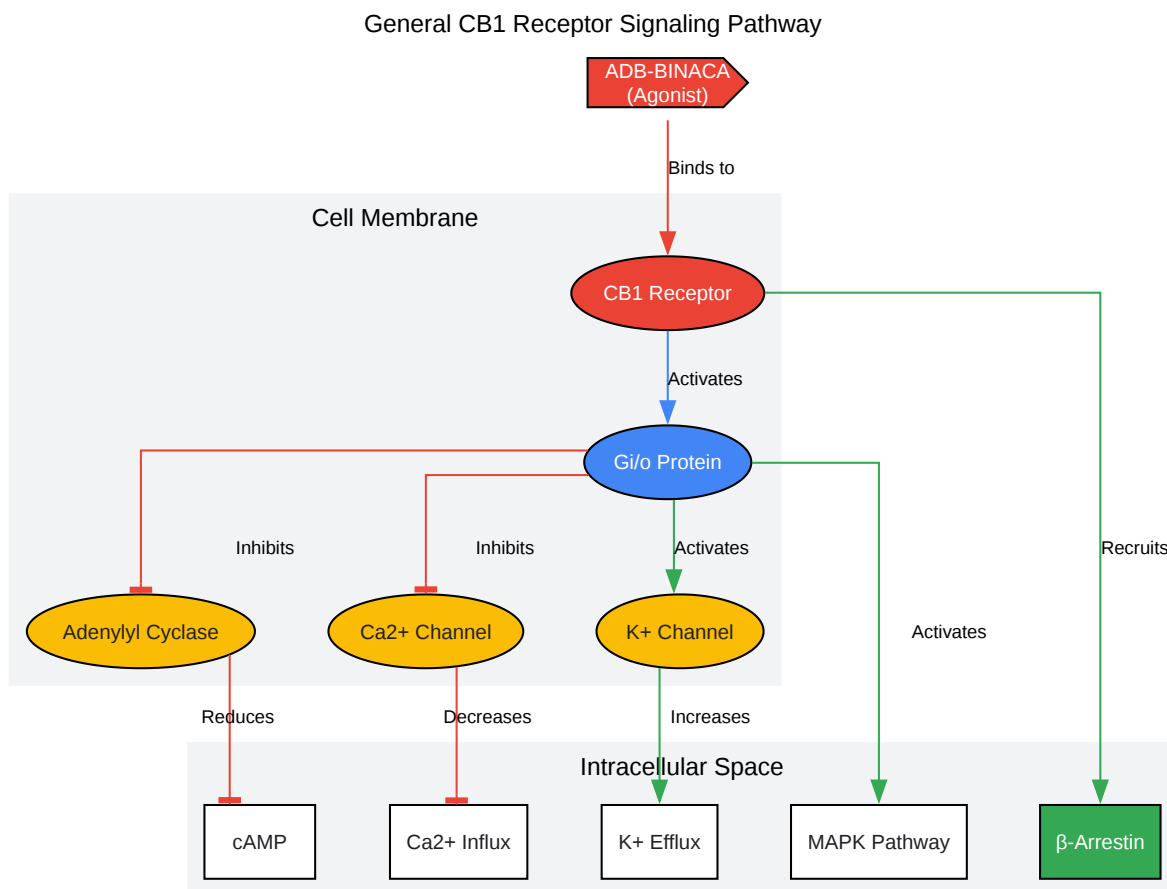 General CB1 Receptor Signaling Pathway
ADB-BINACA
(Agonist)
Binds to
Cell Membrane
CB1 Receptor
Activates
Gi/o Protein
Inhibits
Inhibits
Activates
Recruits
Adenylyl Cyclase
Ca2+ Channel
K+ Channel
Activates
Reduces
Decreases
Increases
Intracellular Space
cAMP
Ca2+ Influx
K+ Efflux
MAPK Pathway
β-Arrestin